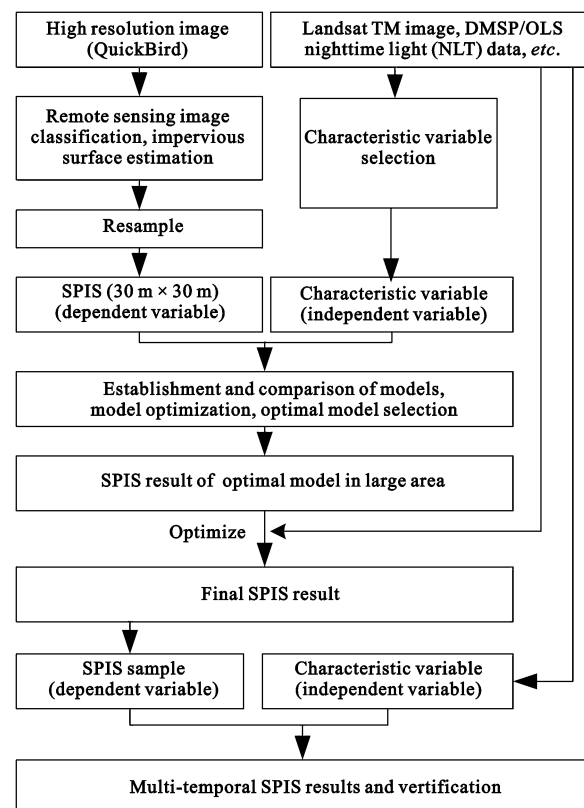 High resolution image
(QuickBird)
Landsat TM image, DMSP/OLS
nighttime light (NLT) data, etc.
Remote sensing image
classification, impervious
surface estimation
Characteristic variable
selection
Resample
SPIS (30 m × 30 m)
(dependent variable)
Characteristic variable
(independent variable)
Establishment and comparison of models,
model optimization, optimal model selection
SPIS result of optimal model in large area
Optimize
Final SPIS result
SPIS sample
(dependent variable)
Characteristic variable
(independent variable)
Multi-temporal SPIS results and vertification